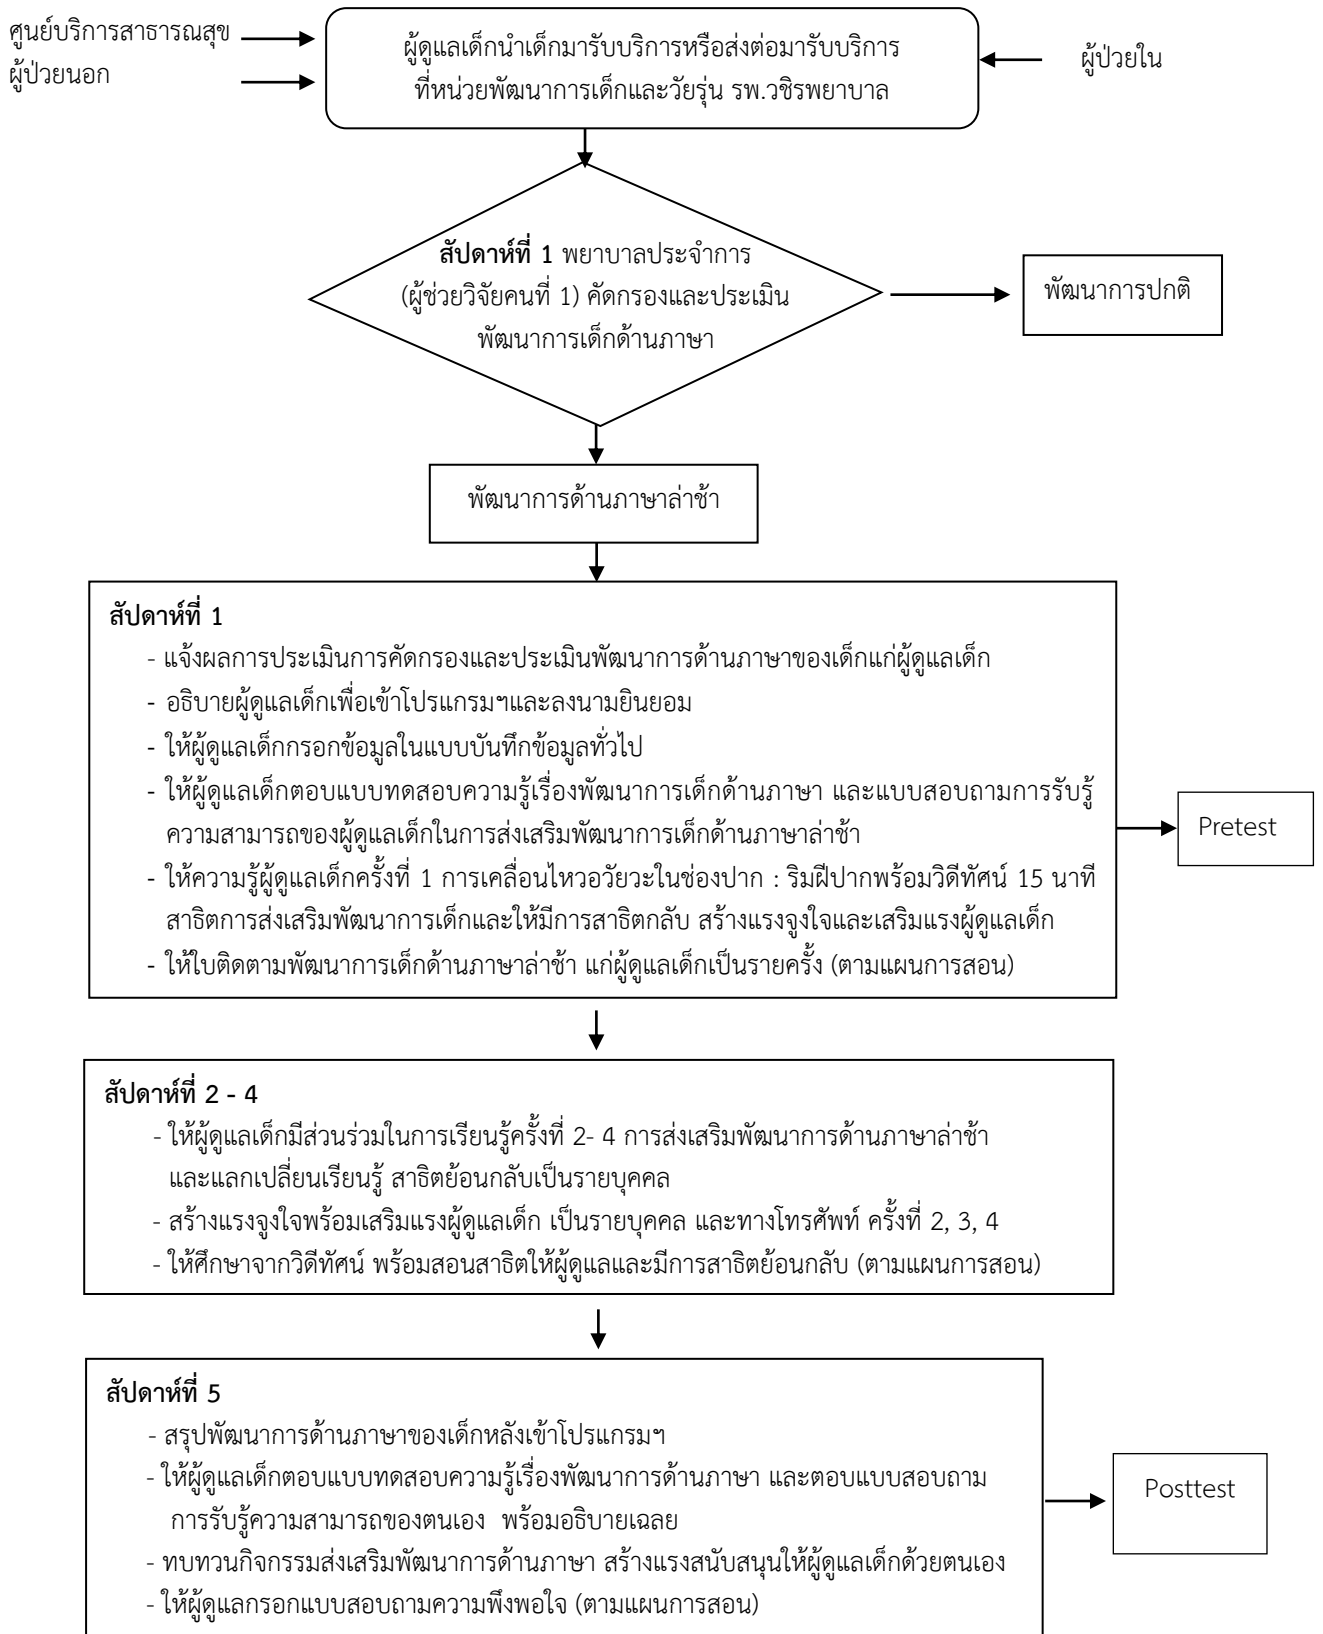 ศูนย์บริการสาธารณสุข
ผู้ป่วยนอก
ผู้ดูแลเด็กนำเด็กมารับบริการหรือส่งต่อมารับบริการ
ที่หน่วยพัฒนาการเด็กและวัยรุ่น รพ.วชิรพยาบาล
ผู้ป่วยใน
สัปดาห์ที่ 1 พยาบาลประจำการ
(ผู้ช่วยวิจัยคนที่ 1) คัดกรองและประเมิน
พัฒนาการเด็กด้านภาษา
พัฒนาการปกติ
พัฒนาการด้านภาษาล่าช้า
สัปดาห์ที่ 1
- แจ้งผลการประเมินการคัดกรองและประเมินพัฒนาการด้านภาษาของเด็กแก่ผู้ดูแลเด็ก
- อธิบายผู้ดูแลเด็กเพื่อเข้าโปรแกรมฯและลงนามยินยอม
- ให้ผู้ดูแลเด็กกรอกข้อมูลในแบบบันทึกข้อมูลทั่วไป
- ให้ผู้ดูแลเด็กตอบแบบทดสอบความรู้เรื่องพัฒนาการเด็กด้านภาษา และแบบสอบถามการรับรู้
ความสามารถของผู้ดูแลเด็กในการส่งเสริมพัฒนาการเด็กด้านภาษาล่าช้า
- ให้ความรู้ผู้ดูแลเด็กครั้งที่ 1 การเคลื่อนไหวอวัยวะในช่องปาก : ริมฝีปากพร้อมวิดีทัศน์ 15 นาที
สาธิตการส่งเสริมพัฒนาการเด็กและให้มีการสาธิตกลับ สร้างแรงจูงใจและเสริมแรงผู้ดูแลเด็ก
- ให้ใบติดตามพัฒนาการเด็กด้านภาษาล่าช้า แก่ผู้ดูแลเด็กเป็นรายครั้ง (ตามแผนการสอน)
Pretest
สัปดาห์ที่ 2 - 4
- ให้ผู้ดูแลเด็กมีส่วนร่วมในการเรียนรู้ครั้งที่ 2- 4 การส่งเสริมพัฒนาการด้านภาษาล่าช้า
และแลกเปลี่ยนเรียนรู้ สาธิตย้อนกลับเป็นรายบุคคล
- สร้างแรงจูงใจพร้อมเสริมแรงผู้ดูแลเด็ก เป็นรายบุคคล และทางโทรศัพท์ ครั้งที่ 2, 3, 4
- ให้ศึกษาจากวิดีทัศน์ พร้อมสอนสาธิตให้ผู้ดูแลและมีการสาธิตย้อนกลับ (ตามแผนการสอน)
สัปดาห์ที่ 5
- สรุปพัฒนาการด้านภาษาของเด็กหลังเข้าโปรแกรมฯ
- ให้ผู้ดูแลเด็กตอบแบบทดสอบความรู้เรื่องพัฒนาการด้านภาษา และตอบแบบสอบถาม
การรับรู้ความสามารถของตนเอง พร้อมอธิบายเฉลย
- ทบทวนกิจกรรมส่งเสริมพัฒนาการด้านภาษา สร้างแรงสนับสนุนให้ผู้ดูแลเด็กด้วยตนเอง
- ให้ผู้ดูแลกรอกแบบสอบถามความพึงพอใจ (ตามแผนการสอน)
Posttest